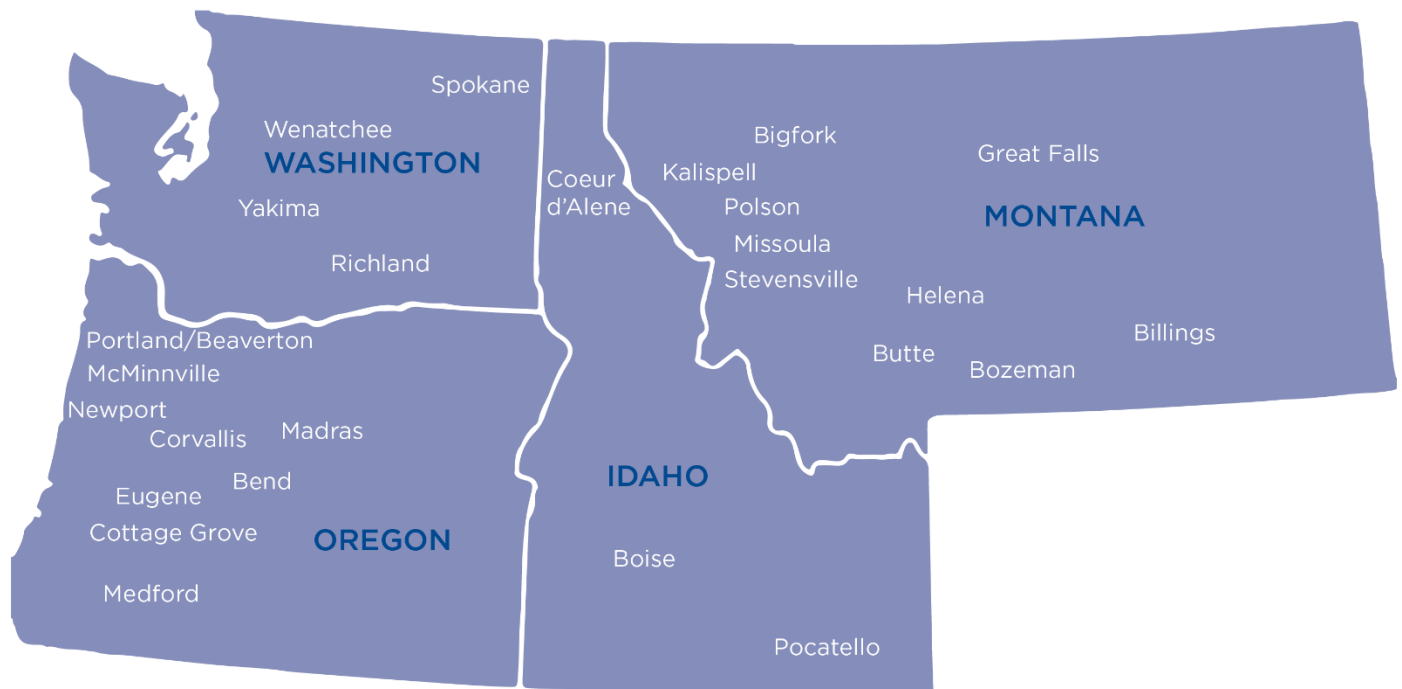 Spokane
Wenatchee
WASHINGTON
Yakima
Richland
Coeur
d'Alene
Bigfork
Great Falls
Kalispell
Polson
MONTANA
Missoula
Stevensville
Helena
Billings
Butte
Bozeman
Portland/Beaverton
McMinnville
Newport
Corvallis
Madras
Bend
Eugene
Cottage Grove
OREGON
Medford
IDAHO
Boise
Pocatello